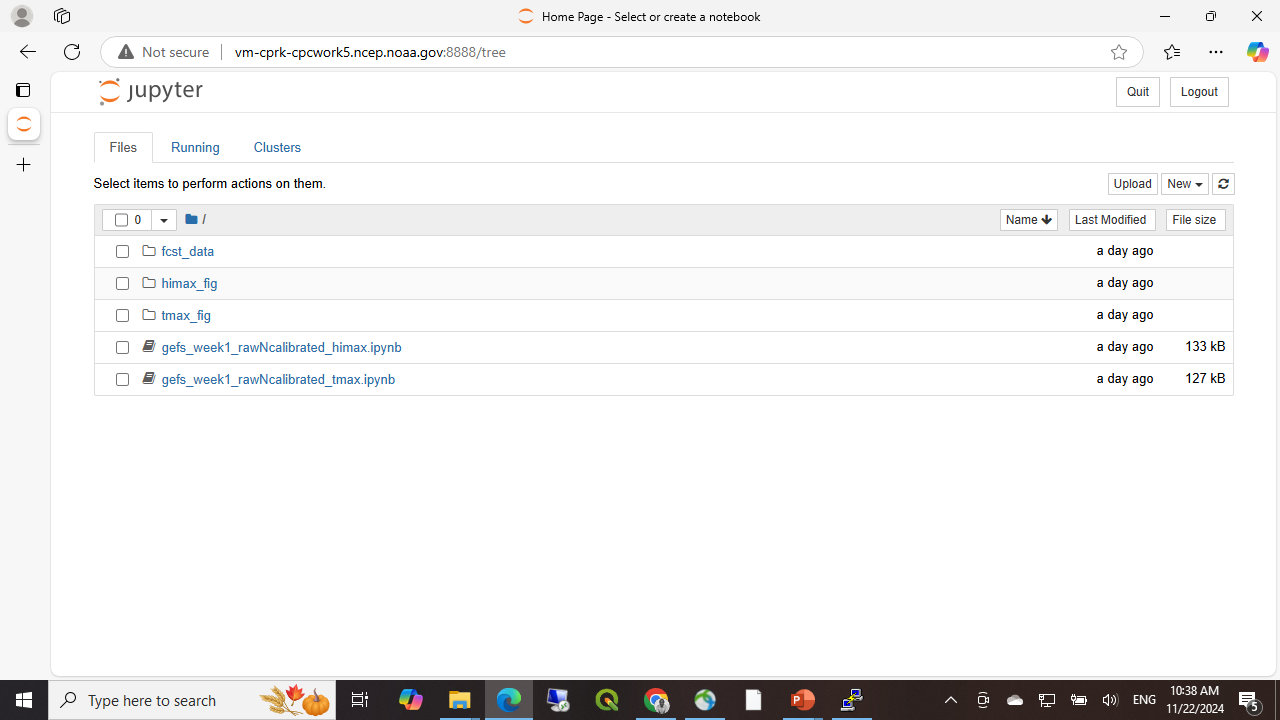 Home Page - Select or create a notebook
Not secure
vm-cprk-cpcwork5.ncep.noaa.gov:8888/tree
jupyter
Quit
Logout
Files
Running
Clusters
Select items to perform actions on them.
Upload
New
0
/
Name
Last Modified
File size
fcst_data
a day ago
himax_fig
a day ago
tmax_fig
a day ago
gefs_week1_rawNcalibrated_himax.ipynb
a day ago
133 kB
gefs_week1_rawNcalibrated_tmax.ipynb
a day ago
127 kB
Type here to search
P
ENG
10:38 AM
11/22/2024
5